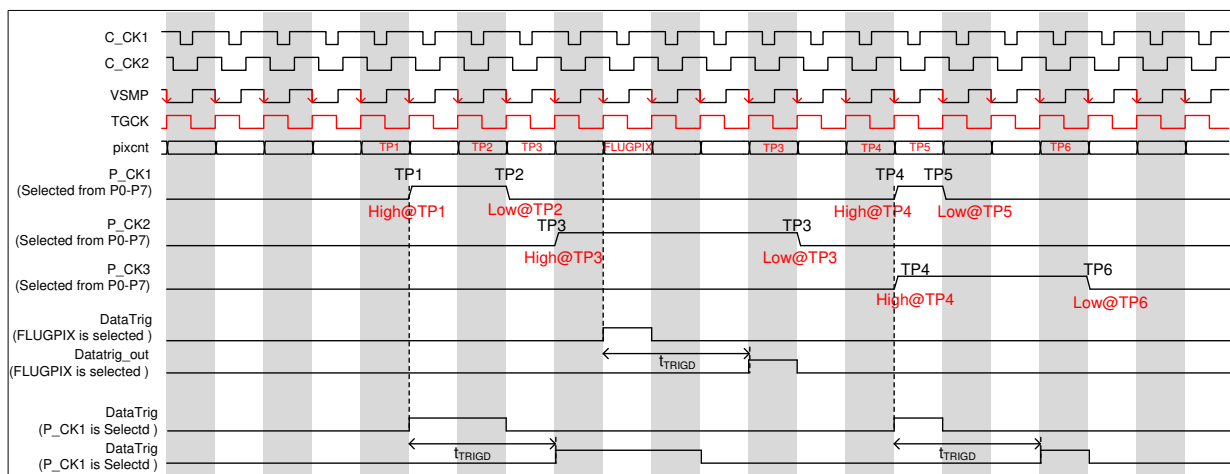 C_CK1
C_CK2
VSMP
TGCK
pixcnt TP1 TP2 TP3 FLUGPIX TP3 TP4 TP5 TP6
P_CK1 TP1 TP2 TP4 TP5
(Selected from P0-P7) High@TP1 Low@TP2 High@TP4 Low@TP5
P_CK2 TP3 TP3
(Selected from P0-P7) High@TP3 Low@TP3
P_CK3 TP4 TP6
(Selected from P0-P7) High@TP4 Low@TP6
DataTrig
(FLUGPIX is selected )
Datatrig_out
(FLUGPIX is selected ) tTRIGD
DataTrig
(P_CK1 is Selectd )
DataTrig
(P_CK1 is Selectd ) tTRIGD tTRIGD